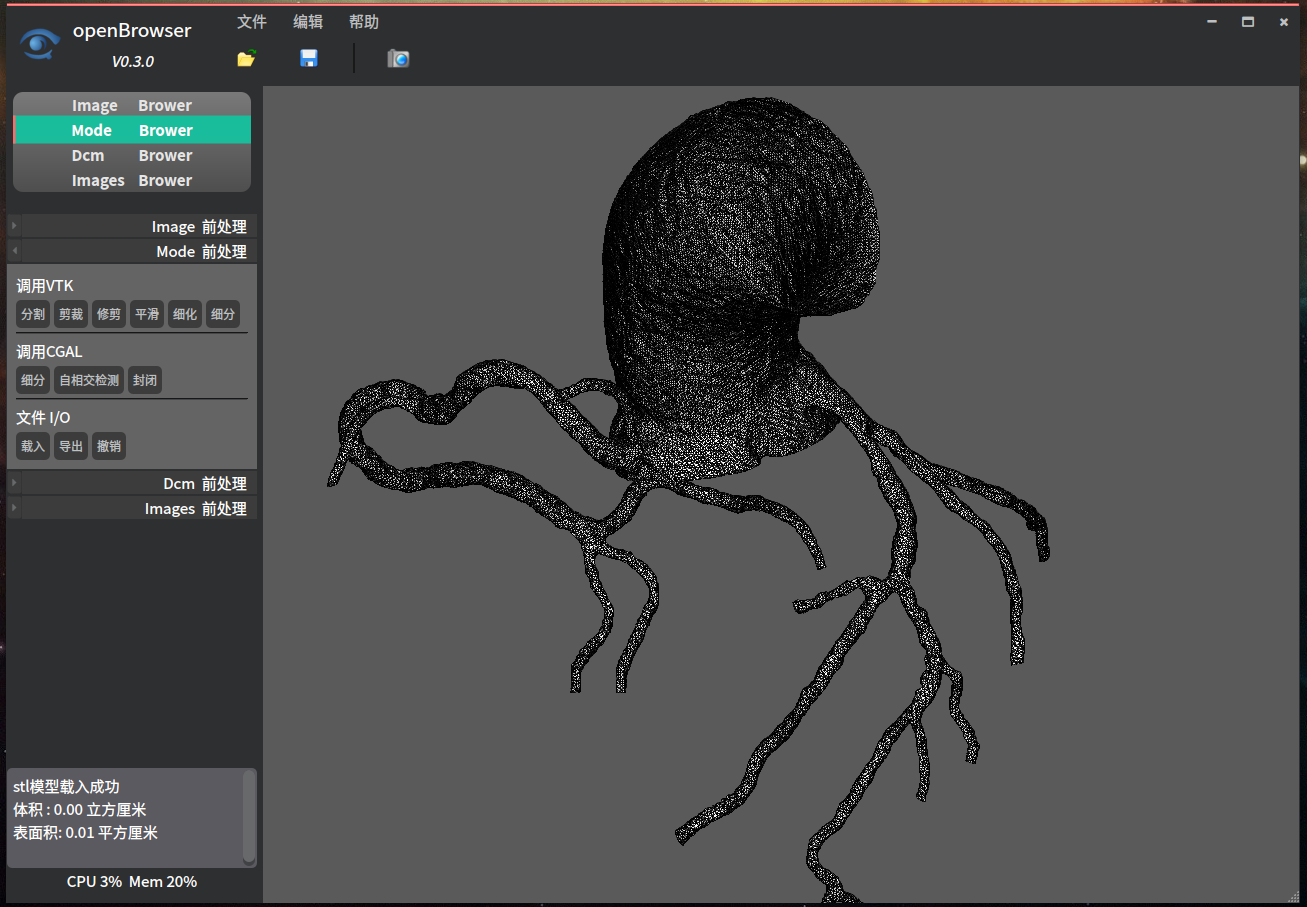 openBrowser
V0.3.0
文件 编辑 帮助
Image Brower
Mode Brower
Dcm Brower
Images Brower
Image 前处理
Mode 前处理
调用VTK
分割 剪裁 修剪 平滑 细化 细分
调用CGAL
细分 自相交检测 封闭
文件 I/O
载入 导出 撤销
Dcm 前处理
Images 前处理
stl模型载入成功
体积 : 0.00 立方厘米
表面积: 0.01 平方厘米
CPU 3% Mem 20%